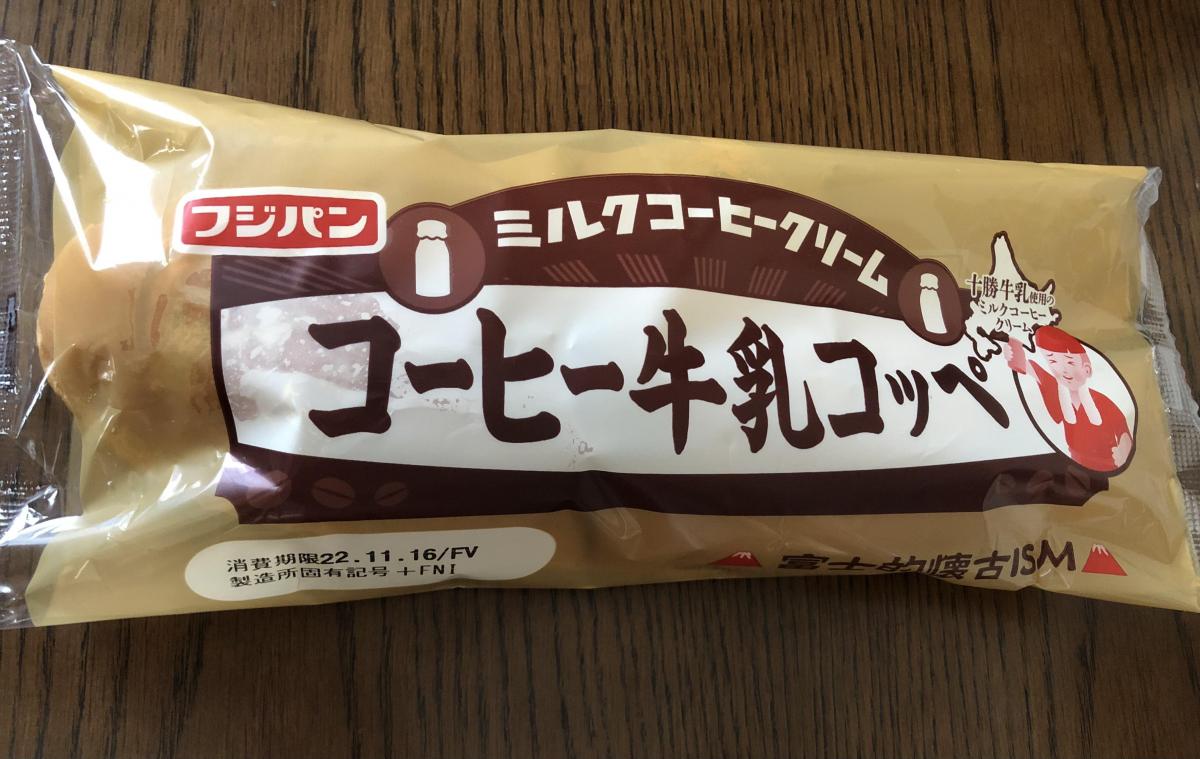 フジパン
ミルクコーヒークリーム
十勝牛乳使用の
ミルクコーヒー
クリーム
コーヒー牛乳コッペ
消費期限22.11.16/FV
製造所固有記号+FNI
富士的懐古ISM